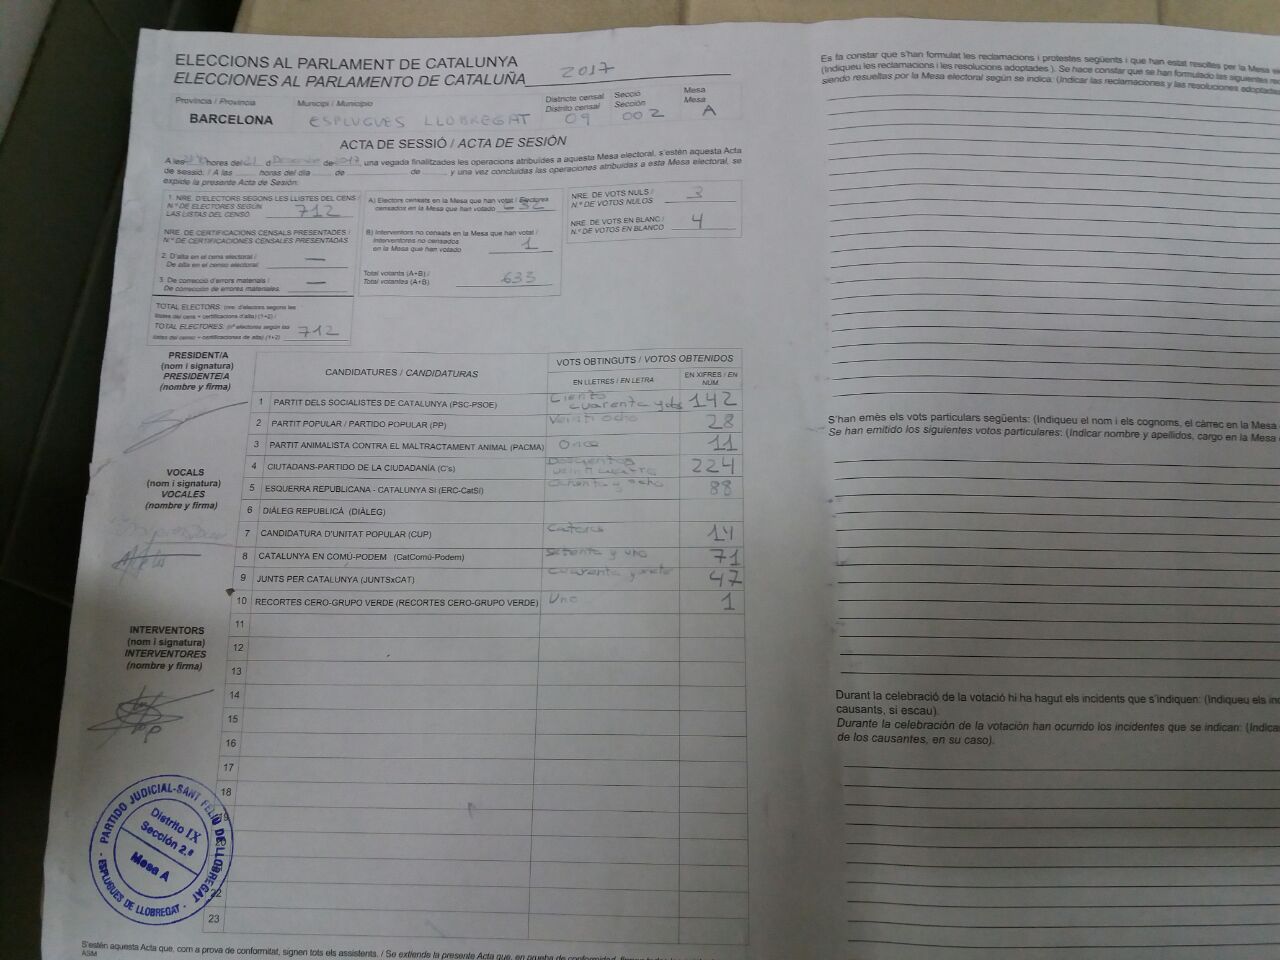 ELECCIONS AL PARLAMENT DE CATALUNYA
ELECCIONES AL PARLAMENTO DE CATALUÑA 2017
Província / Provincia Municipi / Municipio Districte censal Secció Mesa
Distrito censal Sección Mesa
BARCELONA ESPLUGUES LLOBREGAT 09 002 A
ACTA DE SESSIÓ / ACTA DE SESIÓN
A les hores del 21 d Desembre de 2017, una vegada finalitzades les operacions atribuïdes a aquesta Mesa electoral, s'estén aquesta Acta
de sessió. / A las horas del día de de y una vez concluidas las operaciones atribuidas a esta Mesa electoral, se
expide la presente Acta de Sesión:
1. NRE. D'ELECTORS SEGONS LES LLISTES DEL CENS /
N.º DE ELECTORES SEGÚN
LAS LISTAS DEL CENSO 712
NRE. DE CERTIFICACIONS CENSALS PRESENTADES /
N.º DE CERTIFICACIONES CENSALES PRESENTADAS
2. D'alta en el cens electoral /
De alta en el censo electoral: —
3. De correcció d'errors materials /
De corrección de errores materiales. —
TOTAL ELECTORS: (nre. d'electors segons les
llistes del cens + certificacions d'alta) (1+2) /
TOTAL ELECTORES: (nº electores según las
listas del censo + certificaciones de alta) (1+2) 712
A) Electors censats en la Mesa que han votat / Electores
censados en la Mesa que han votado 632
B) Interventors no censats en la Mesa que han votat /
Interventores no censados
en la Mesa que han votado 1
Total votants (A+B) /
Total votantes (A+B) 633
NRE. DE VOTS NULS /
N.º DE VOTOS NULOS 3
NRE. DE VOTS EN BLANC /
N.º DE VOTOS EN BLANCO 4
PRESIDENT/A
(nom i signatura)
PRESIDENTE/A
(nombre y firma)
VOCALS
(nom i signatura)
VOCALES
(nombre y firma)
INTERVENTORS
(nom i signatura)
INTERVENTORES
(nombre y firma)
CANDIDATURES / CANDIDATURAS VOTS OBTINGUTS / VOTOS OBTENIDOS
EN LLETRES / EN LETRA EN XIFRES / EN NÚM
1 PARTIT DELS SOCIALISTES DE CATALUNYA (PSC-PSOE) Ciento cuarenta y dos 142
2 PARTIT POPULAR / PARTIDO POPULAR (PP) Veintiocho 28
3 PARTIT ANIMALISTA CONTRA EL MALTRACTAMENT ANIMAL (PACMA) Once 11
4 CIUTADANS-PARTIDO DE LA CIUDADANÍA (C's) Doscientos veinticuatro 224
5 ESQUERRA REPUBLICANA - CATALUNYA SÍ (ERC-CatSÍ) Ochenta y ocho 88
6 DIÀLEG REPUBLICÀ (DIÀLEG)
7 CANDIDATURA D'UNITAT POPULAR (CUP) Catorce 14
8 CATALUNYA EN COMÚ-PODEM (CatComú-Podem) Setenta y uno 71
9 JUNTS PER CATALUNYA (JUNTSxCAT) Cuarenta y siete 47
10 RECORTES CERO-GRUPO VERDE (RECORTES CERO-GRUPO VERDE) Uno 1
11
12
13
14
15
16
17
18
19
20
22
23
PARTIDO JUDICIAL-SANT FELIU DE LLOBREGAT
Distrito IX
Sección 2.ª
Mesa A
ESPLUGUES DE LLOBREGAT
S'estén aquesta Acta que, com a prova de conformitat, signen tots els assistents. / Se extiende la presente Acta que, en prueba de conformidad,
ASM
Es fa constar que s'han formulat les reclamacions i protestes següents i que han estat resoltes per la Mesa
(Indiqueu les reclamacions i les resolucions adoptades.). Se hace constar que se han formulado las siguientes
siendo resueltas por la Mesa electoral según se indica: (Indicar las reclamaciones y las resoluciones adoptadas
S'han emès els vots particulars següents: (Indiqueu el nom i els cognoms, el càrrec en la Mesa
Se han emitido los siguientes votos particulares: (Indicar nombre y apellidos, cargo en la Mesa
Durant la celebració de la votació hi ha hagut els incidents que s'indiquen: (Indiqueu els
causants, si escau).
Durante la celebración de la votación han ocurrido los incidentes que se indican:
de los causantes, en su caso).